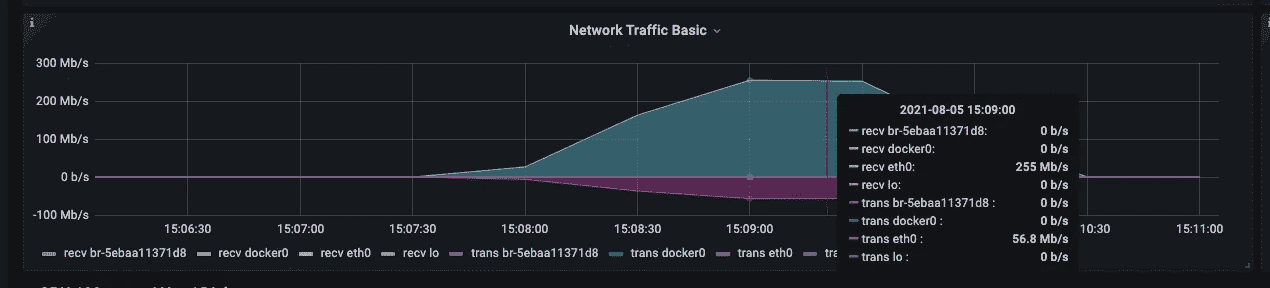 Network Traffic Basic
300 Mb/s
200 Mb/s
100 Mb/s
0 b/s
-100 Mb/s
15:06:30 15:07:00 15:07:30 15:08:00 15:08:30 15:09:00 10:30 15:11:00
recv br-5ebaa11371d8 recv docker0 recv eth0 recv lo trans br-5ebaa11371d8 trans docker0 trans eth0
2021-08-05 15:09:00
recv br-5ebaa11371d8: 0 b/s
recv docker0: 0 b/s
recv eth0: 255 Mb/s
recv lo: 0 b/s
trans br-5ebaa11371d8 : 0 b/s
trans docker0 : 0 b/s
trans eth0 : 56.8 Mb/s
trans lo : 0 b/s